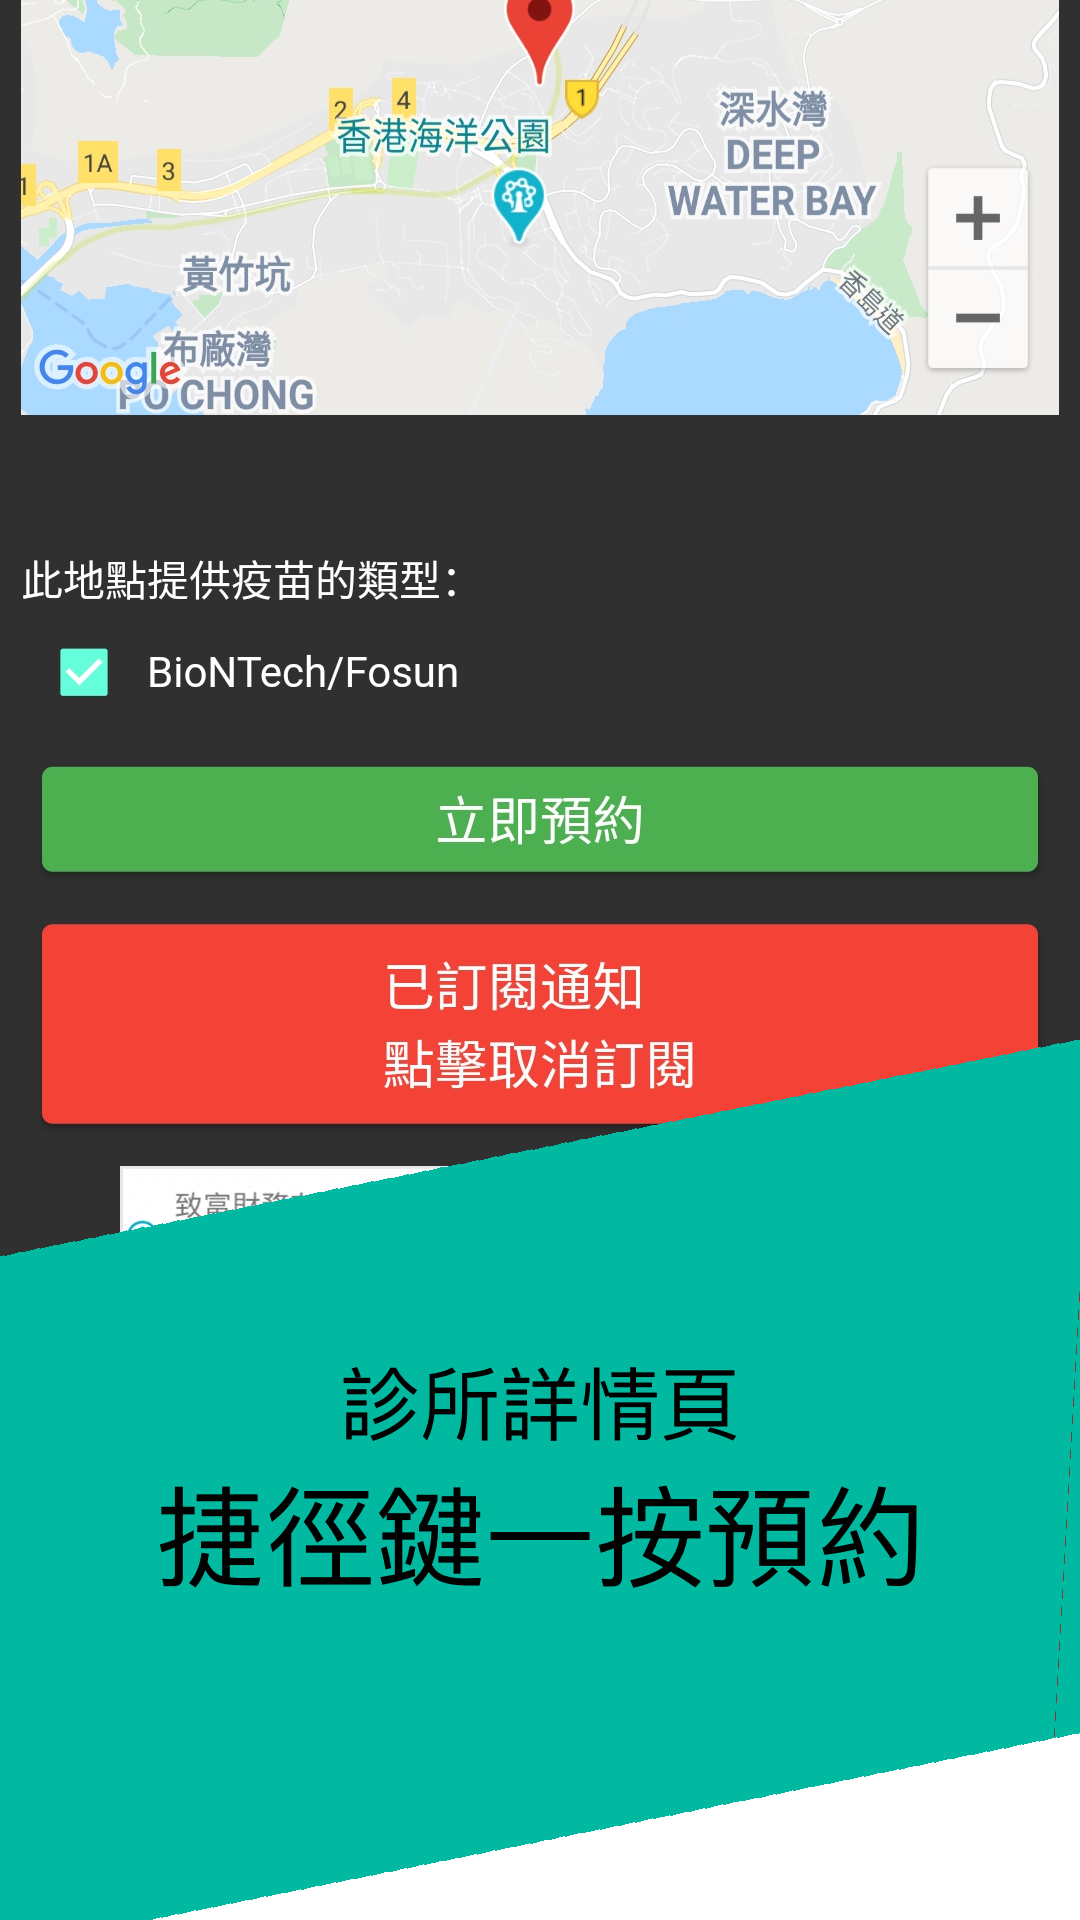 1
2
4
香港海洋公園
深水灣
DEEP
WATER BAY
1A
3
1
黃竹坑
香島道
布廠灣
PO CHONG
Google
此地點提供疫苗的類型：
BioNTech/Fosun
立即預約
已訂閱通知
點擊取消訂閱
致富財務
診所詳情頁
捷徑鍵一按預約